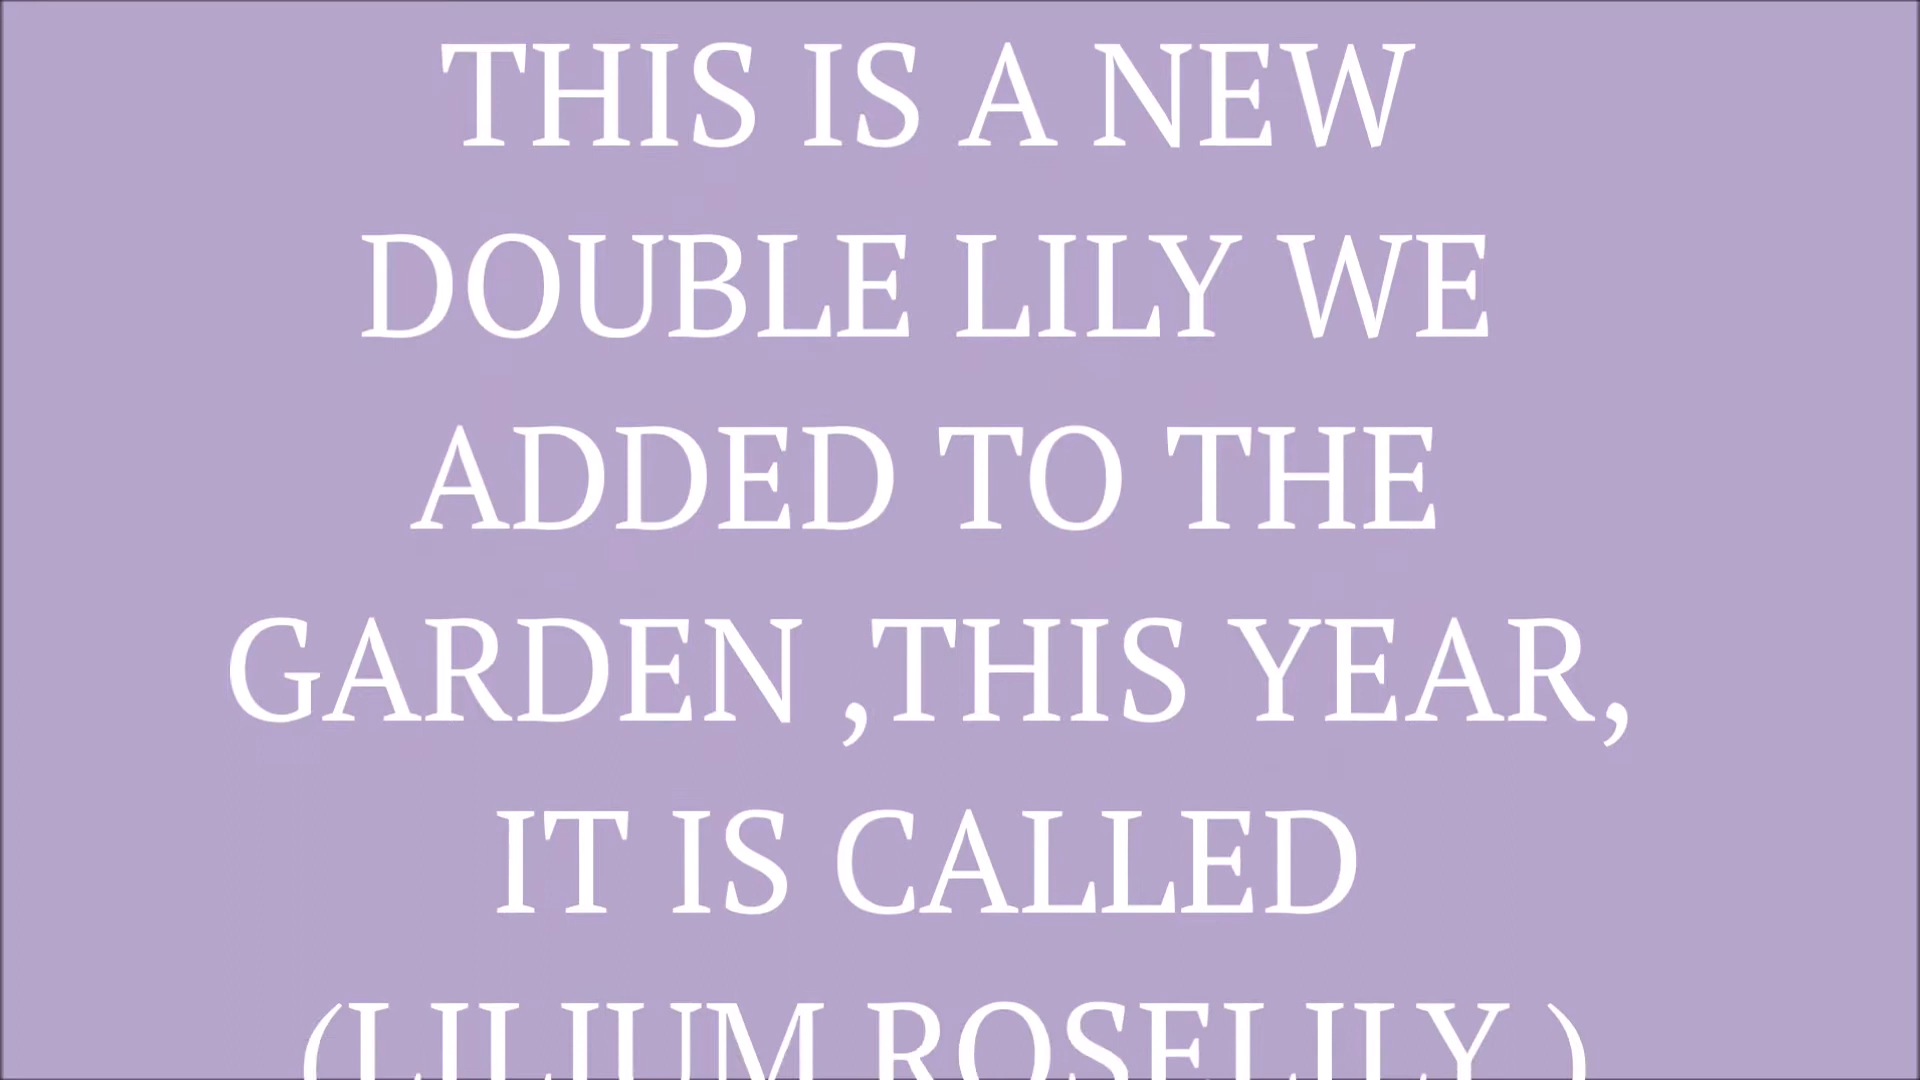 THIS IS A NEW
DOUBLE LILY WE
ADDED TO THE
GARDEN ,THIS YEAR,
IT IS CALLED
(LILIUM ROSELILY )